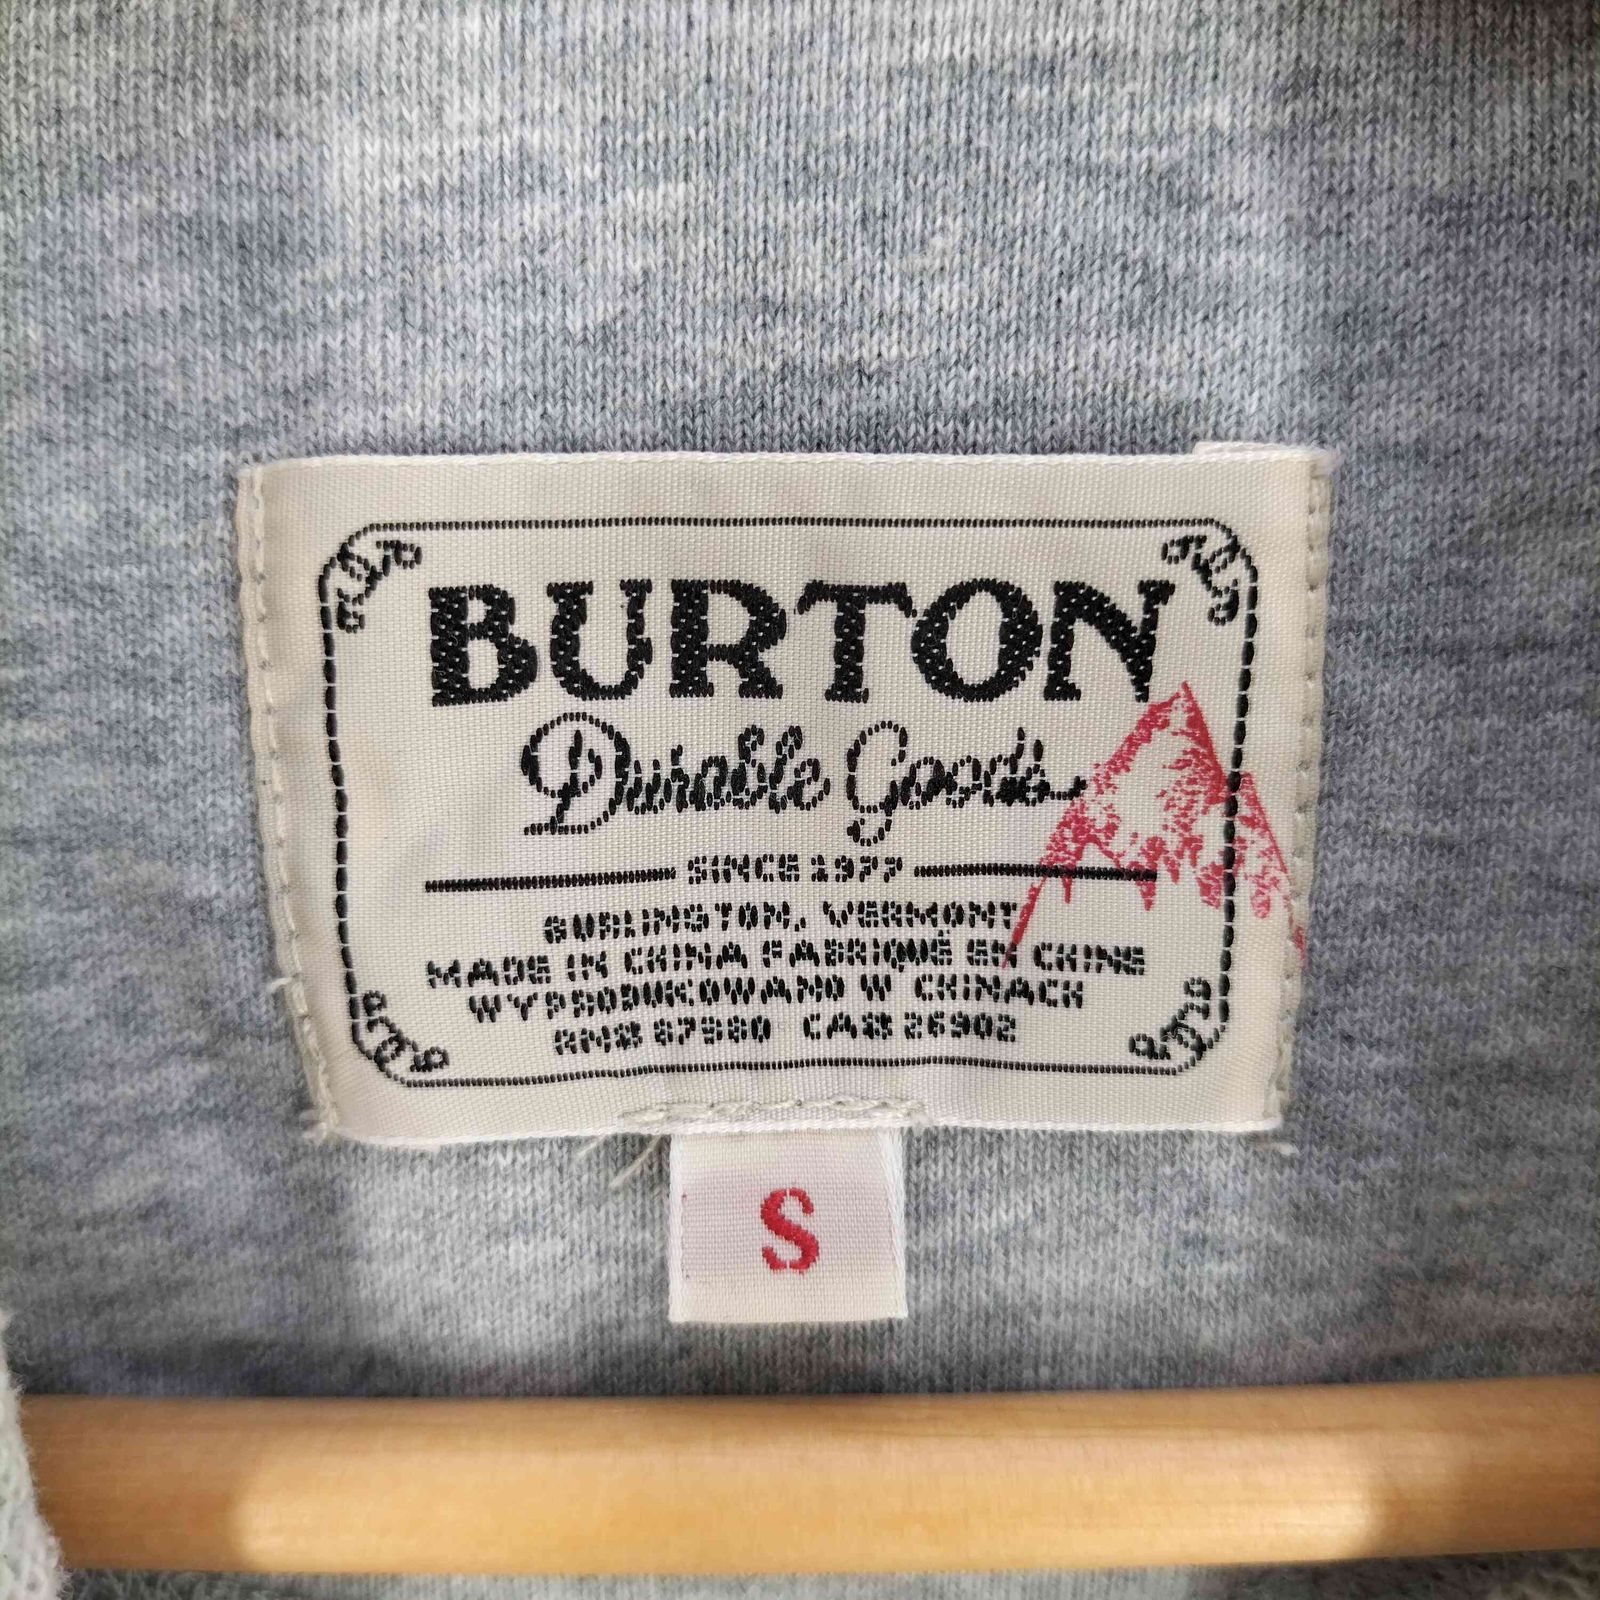 BURTON
Durable Goods
SINCE 1977
BURLINGTON, VERMONT
MADE IN CHINA FABRIQUÉ EN CHINE
WYPRODUKOWANO W CHINACH
RN# 87980 CA# 26902
S